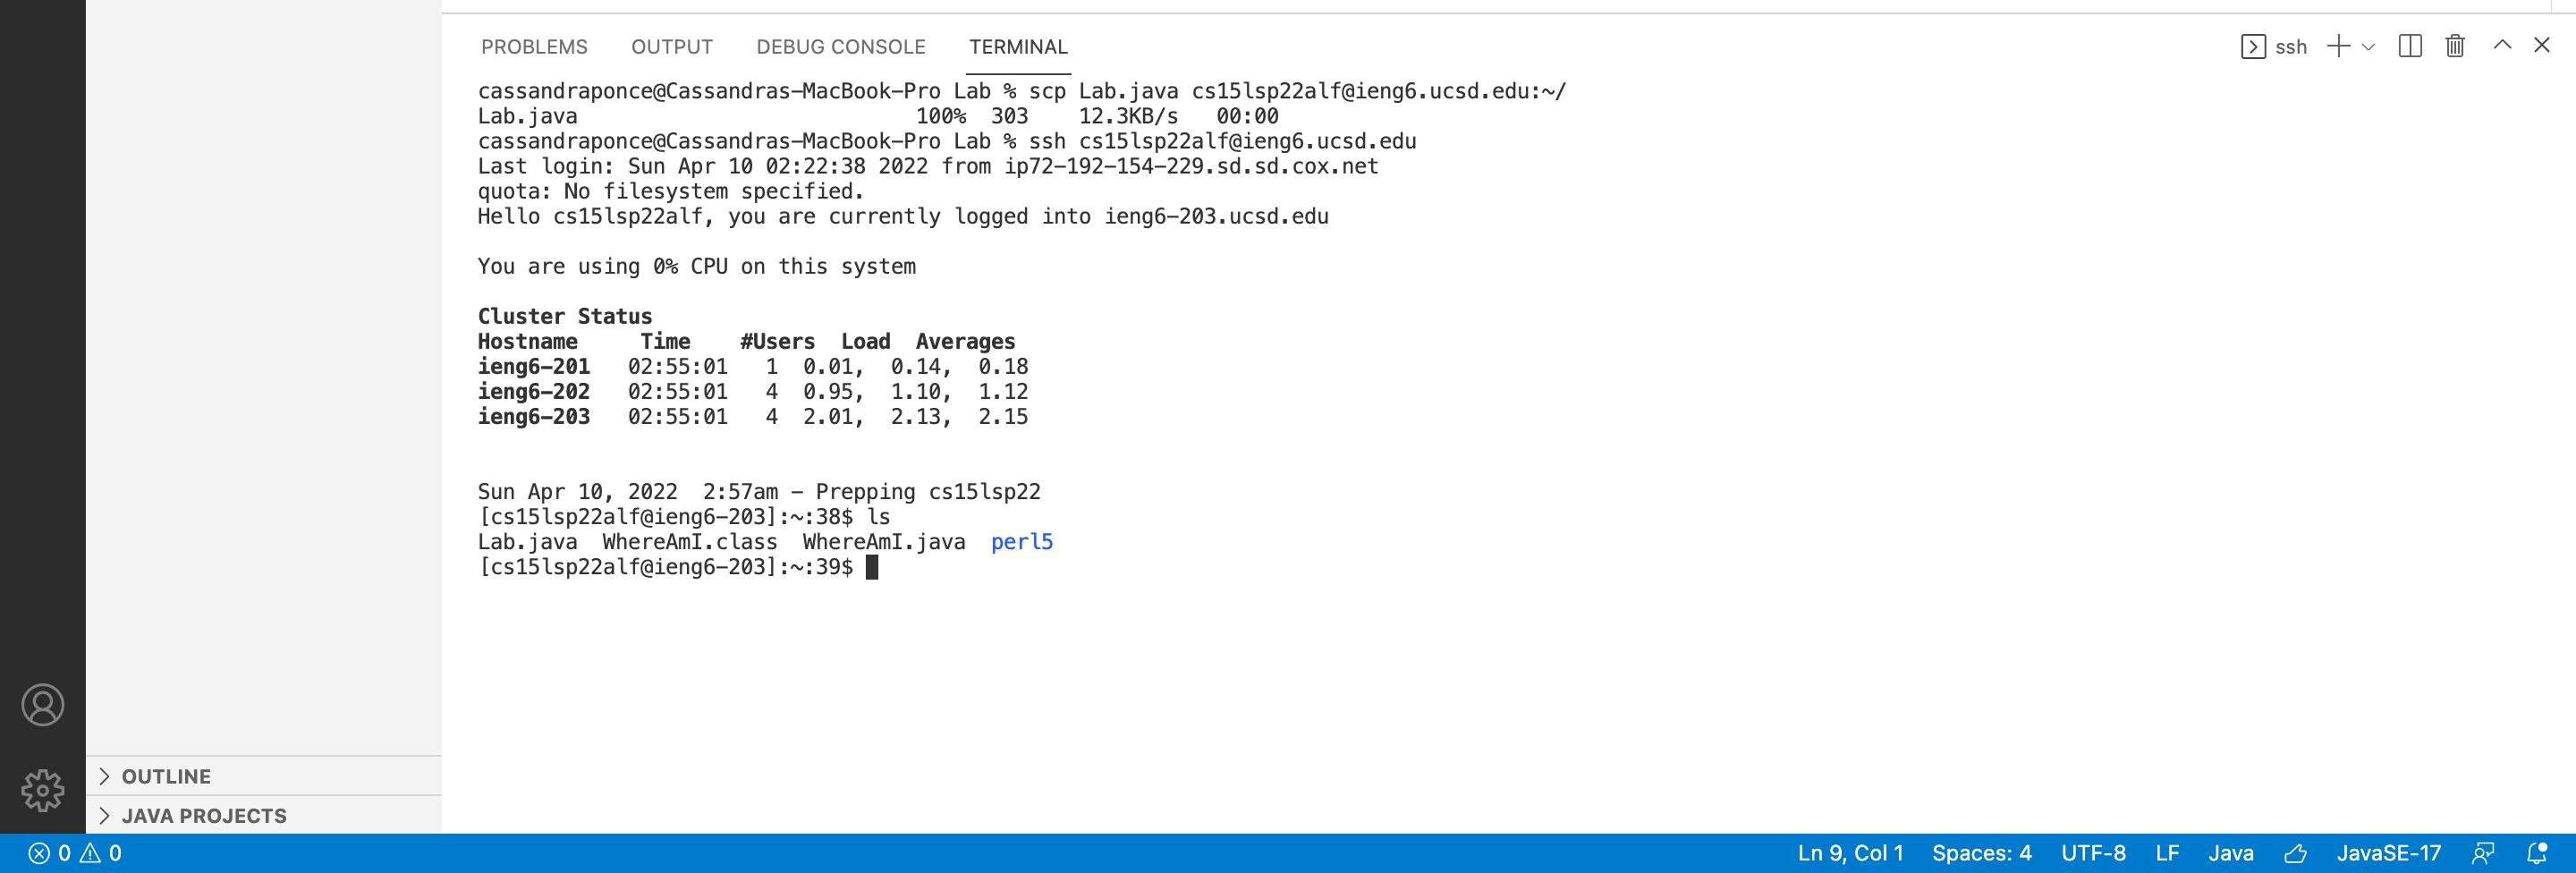 PROBLEMS OUTPUT DEBUG CONSOLE TERMINAL ssh
cassandraponce@Cassandras-MacBook-Pro Lab % scp Lab.java cs15lsp22alf@ieng6.ucsd.edu:~/
Lab.java 100% 303 12.3KB/s 00:00
cassandraponce@Cassandras-MacBook-Pro Lab % ssh cs15lsp22alf@ieng6.ucsd.edu
Last login: Sun Apr 10 02:22:38 2022 from ip72-192-154-229.sd.sd.cox.net
quota: No filesystem specified.
Hello cs15lsp22alf, you are currently logged into ieng6-203.ucsd.edu
You are using 0% CPU on this system
Cluster Status
Hostname Time #Users Load Averages
ieng6-201 02:55:01 1 0.01, 0.14, 0.18
ieng6-202 02:55:01 4 0.95, 1.10, 1.12
ieng6-203 02:55:01 4 2.01, 2.13, 2.15
Sun Apr 10, 2022 2:57am - Prepping cs15lsp22
[cs15lsp22alf@ieng6-203]:~:38$ ls
Lab.java WhereAmI.class WhereAmI.java perl5
[cs15lsp22alf@ieng6-203]:~:39$
OUTLINE
JAVA PROJECTS
0 0 Ln 9, Col 1 Spaces: 4 UTF-8 LF Java JavaSE-17